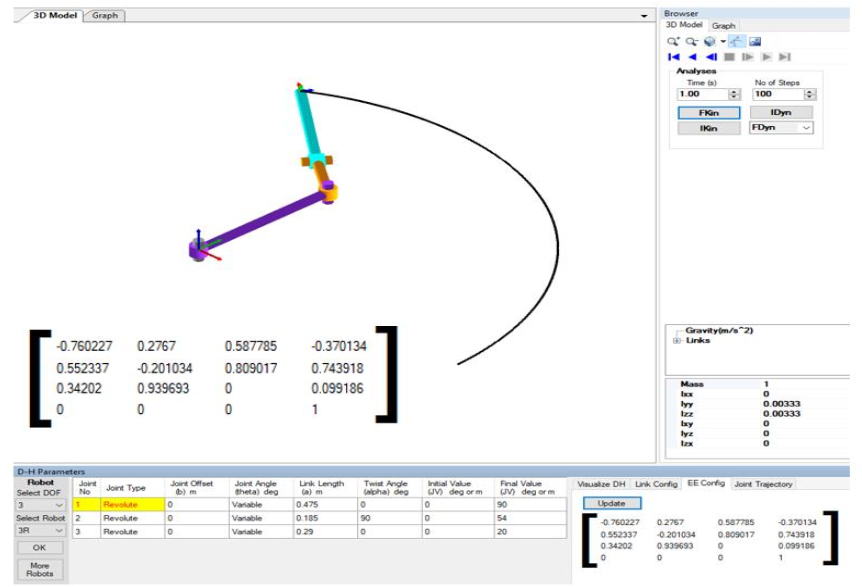 3D Model Graph
Browser
3D Model Graph
Analyses
Time (s) No of Steps
1.00 100
FKin IDyn
IKin FDyn
-0.760227 0.2767 0.587785 -0.370134
0.552337 -0.201034 0.809017 0.743918
0.34202 0.939693 0 0.099186
0 0 0 1
Gravity(m/s^2)
Links
Mass 1
Ixx 0
Iyy 0.00333
Izz 0.00333
Ixy 0
Iyz 0
Izx 0
D-H Parameters
Robot
Select DOF
3
Select Robot
3R
OK
More
Robots
Joint No Joint Type Joint Offset (b) m Joint Angle (theta) deg Link Length (a) m Twist Angle (alpha) deg Initial Value (JV) deg or m Final Value (JV) deg or m
1 Revolute 0 Variable 0.475 0 0 90
2 Revolute 0 Variable 0.185 90 0 54
3 Revolute 0 Variable 0.29 0 0 20
Visualize DH Link Config EE Config Joint Trajectory
Update
-0.760227 0.2767 0.587785 -0.370134
0.552337 -0.201034 0.809017 0.743918
0.34202 0.939693 0 0.099186
0 0 0 1